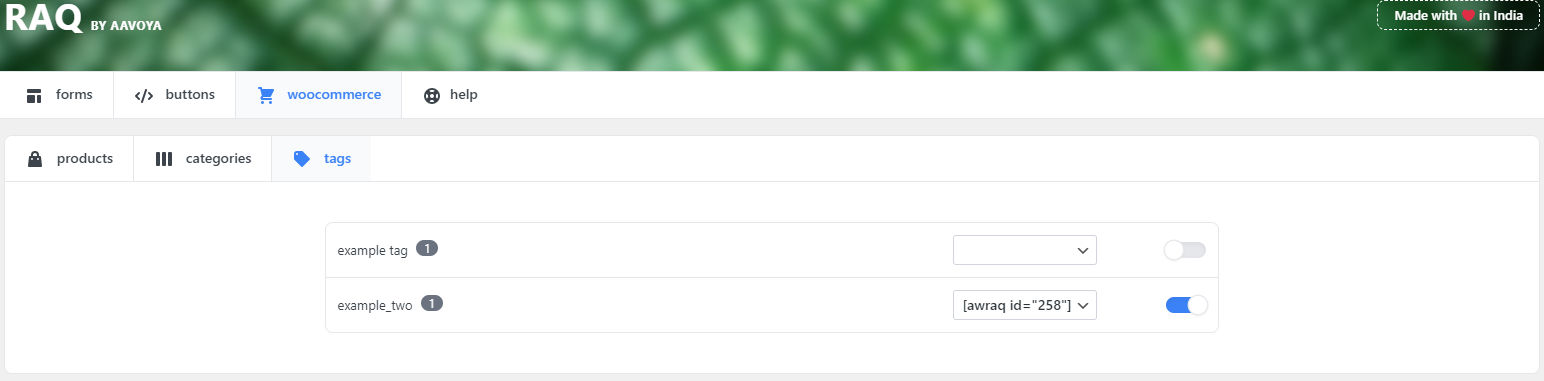 RAQ BY AAVOYA
Made with ❤ in India
forms buttons woocommerce help
products categories tags
example tag 1
example_two 1 [awraq id="258"]